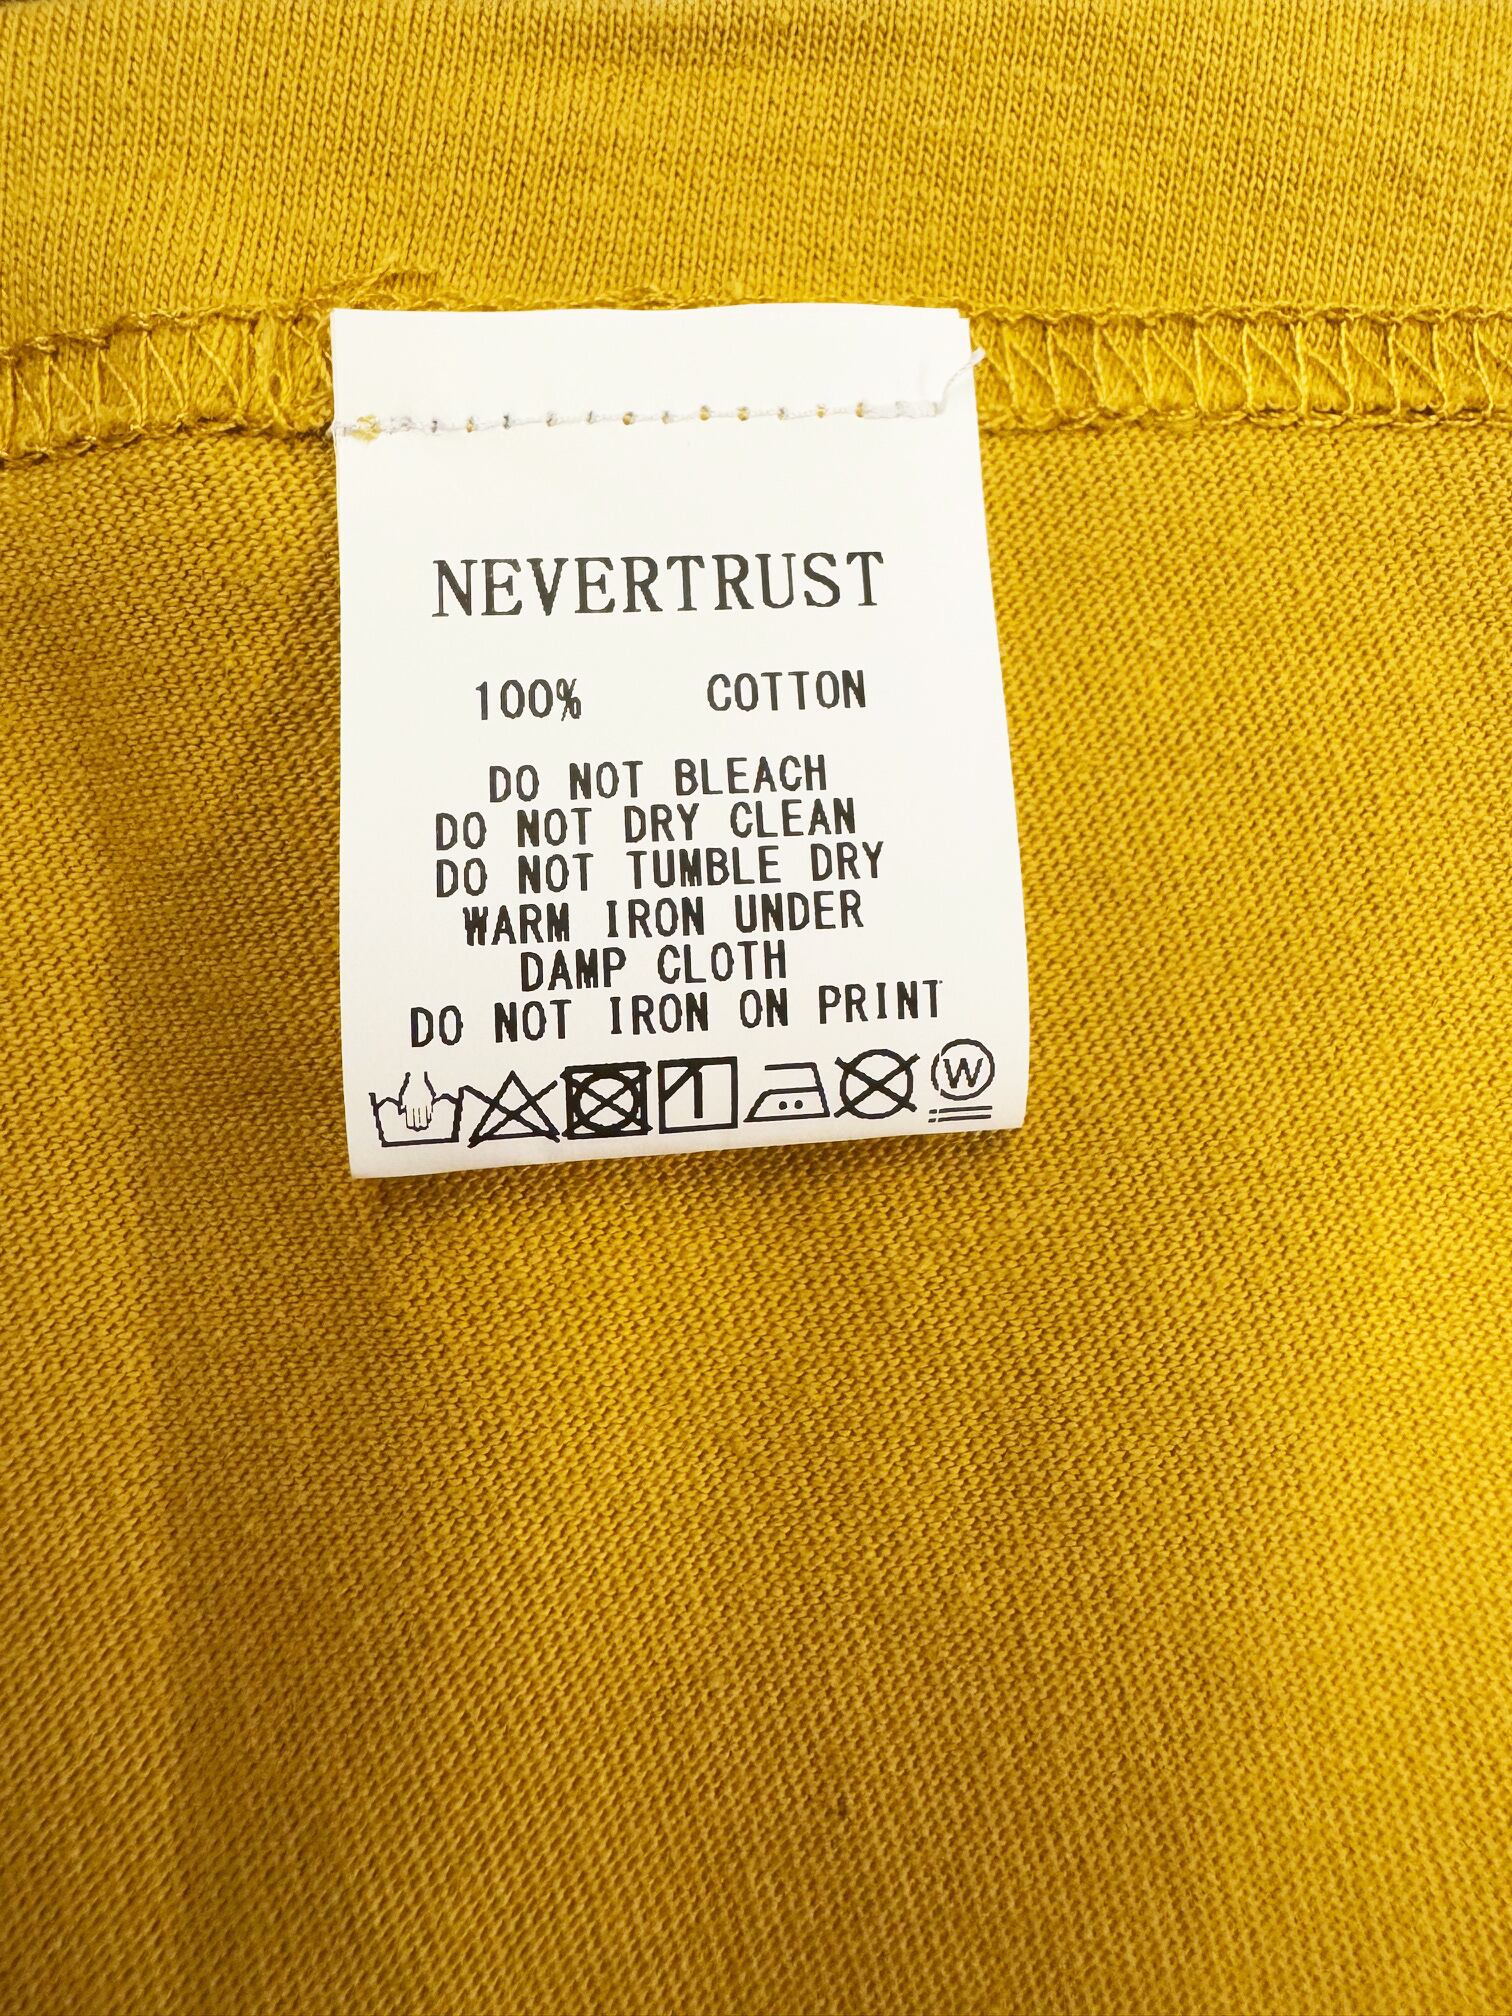 NEVERTRUST
100% COTTON
DO NOT BLEACH
DO NOT DRY CLEAN
DO NOT TUMBLE DRY
WARM IRON UNDER
DAMP CLOTH
DO NOT IRON ON PRINT
W